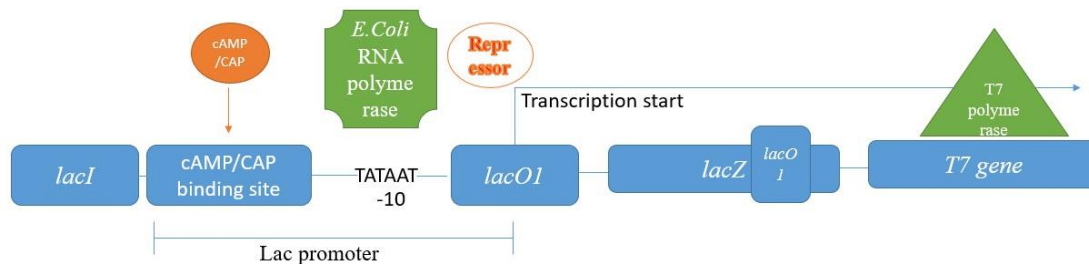 cAMP
/CAP
E.Coli
RNA
polyme
rase
Repr
essor
Transcription start
T7
polyme
rase
lacI
cAMP/CAP
binding site
TATAAT
-10
lacO1
lacZ
lacO
1
T7 gene
Lac promoter